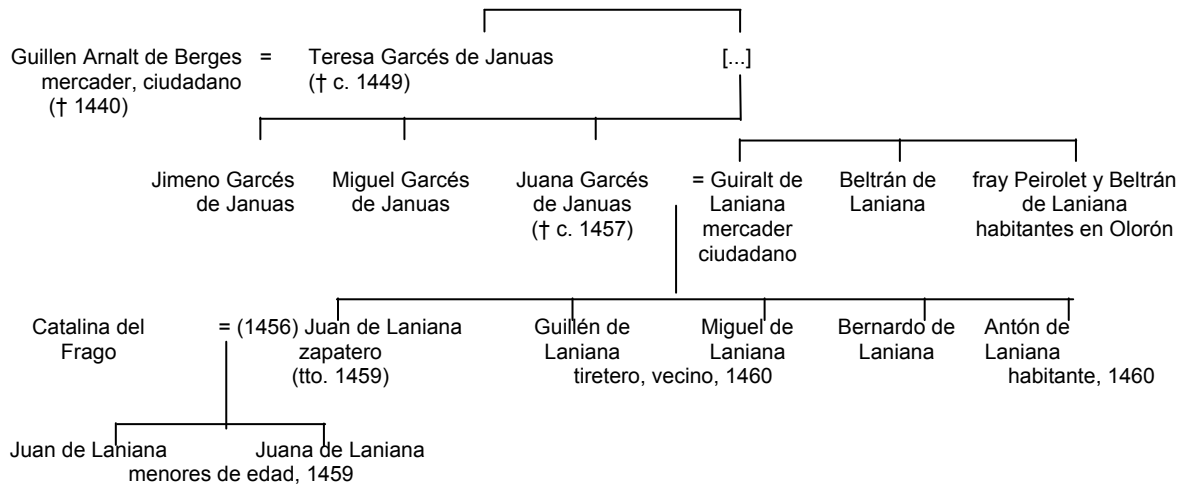 Guillen Arnalt de Berges = Teresa Garcés de Januas [...]
mercader, ciudadano († c. 1449)
(† 1440)
Jimeno Garcés Miguel Garcés Juana Garcés = Guiralt de Beltrán de fray Peirolet y Beltrán
de Januas de Januas de Januas Laniana Laniana de Laniana
(† c. 1457) mercader habitantes en Olorón
ciudadano
Catalina del = (1456) Juan de Laniana Guillén de Miguel de Bernardo de Antón de
Frago zapatero Laniana Laniana Laniana Laniana
(tto. 1459) tiretero, vecino, 1460 habitante, 1460
Juan de Laniana Juana de Laniana
menores de edad, 1459